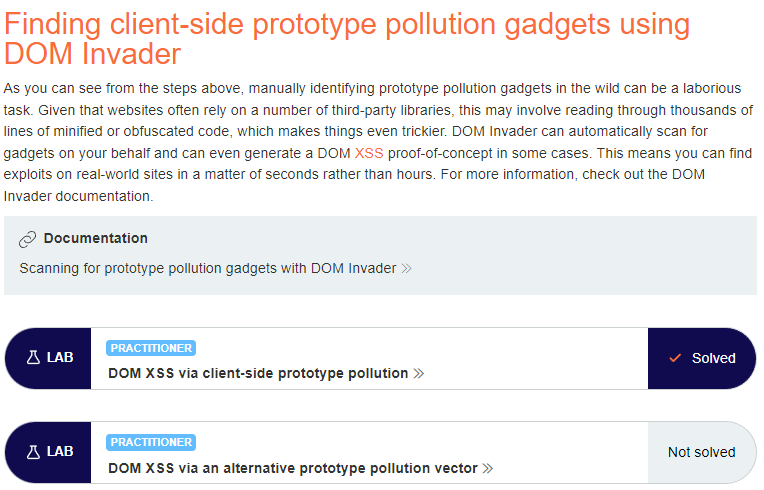 Finding client-side prototype pollution gadgets using
DOM Invader
As you can see from the steps above, manually identifying prototype pollution gadgets in the wild can be a laborious
task. Given that websites often rely on a number of third-party libraries, this may involve reading through thousands of
lines of minified or obfuscated code, which makes things even trickier. DOM Invader can automatically scan for
gadgets on your behalf and can even generate a DOM XSS proof-of-concept in some cases. This means you can find
exploits on real-world sites in a matter of seconds rather than hours. For more information, check out the DOM
Invader documentation.
Documentation
Scanning for prototype pollution gadgets with DOM Invader
LAB
PRACTITIONER
DOM XSS via client-side prototype pollution
Solved
LAB
PRACTITIONER
DOM XSS via an alternative prototype pollution vector
Not solved